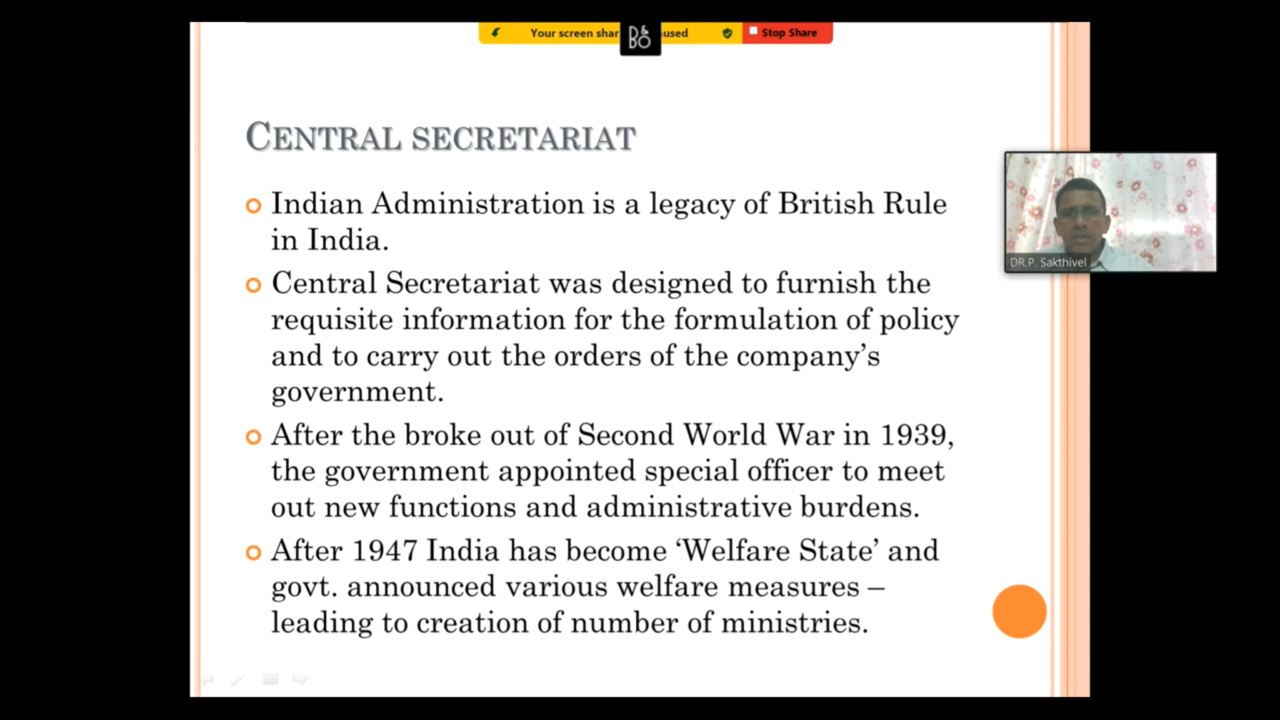 Your screen shar
used
Stop Share
D&
BO
CENTRAL SECRETARIAT
Indian Administration is a legacy of British Rule
in India.
Central Secretariat was designed to furnish the
requisite information for the formulation of policy
and to carry out the orders of the company's
government.
After the broke out of Second World War in 1939,
the government appointed special officer to meet
out new functions and administrative burdens.
After 1947 India has become ‘Welfare State’ and
govt. announced various welfare measures –
leading to creation of number of ministries.
DR.P. Sakthivel